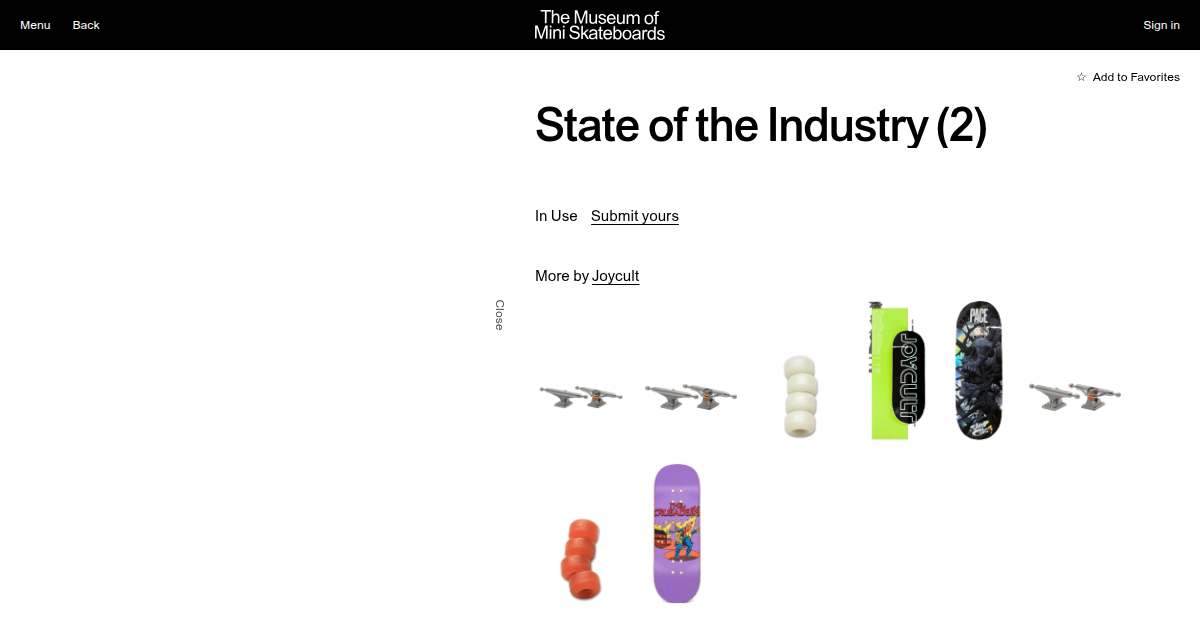 Menu Back
The Museum of
Mini Skateboards
Sign in
☆ Add to Favorites
State of the Industry (2)
In Use Submit yours
More by Joycult
Close
JOYCULT
PACE